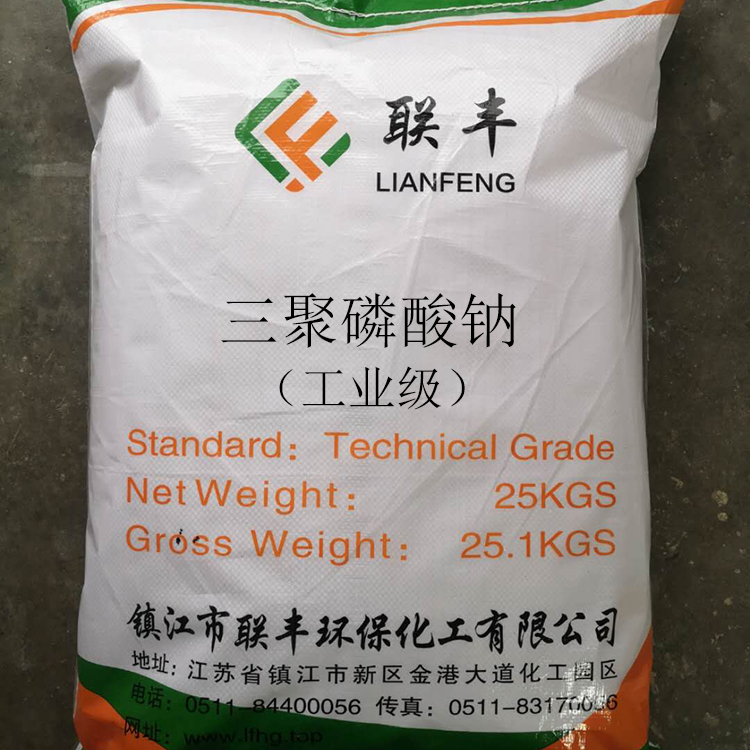 联丰
LIANFENG
三聚磷酸钠
（工业级）
Standard: Technical Grade
Net Weight: 25KGS
Gross Weight: 25.1KGS
镇江市联丰环保化工有限公司
地址: 江苏省镇江市新区金港大道化工园区
电话: 0511-84400056 传真: 0511-
网址: www.lfhg.